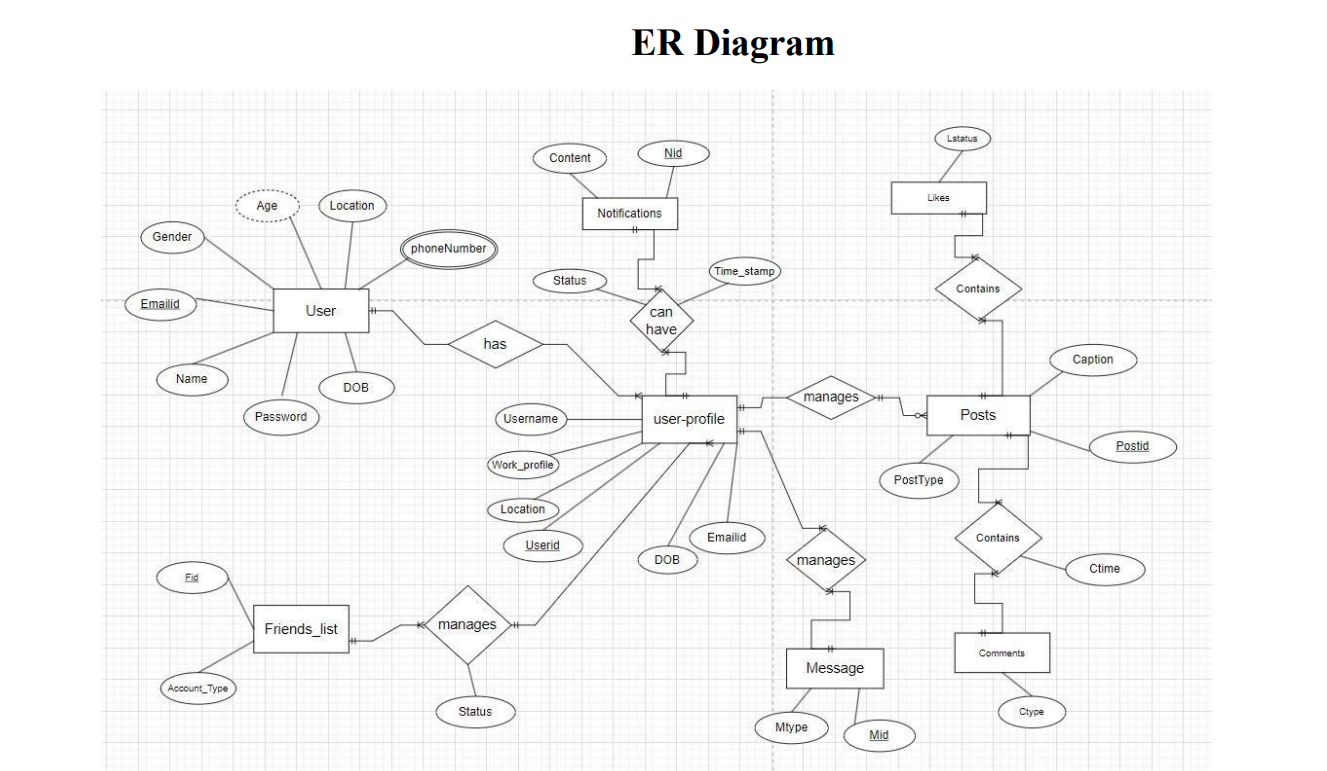 ER Diagram
Lstatus
Content
Nid
Likes
Age
Location
Notifications
Gender
phoneNumber
Status
Time_stamp
Contains
Emailid
User
can
have
has
Caption
Name
DOB
manages
Password
Username
user-profile
Posts
Postid
Work_profile
PostType
Location
Userid
Emailid
Contains
DOB
manages
Ctime
Fid
Friends_list
manages
Comments
Message
Account_Type
Status
Ctype
Mtype
Mid